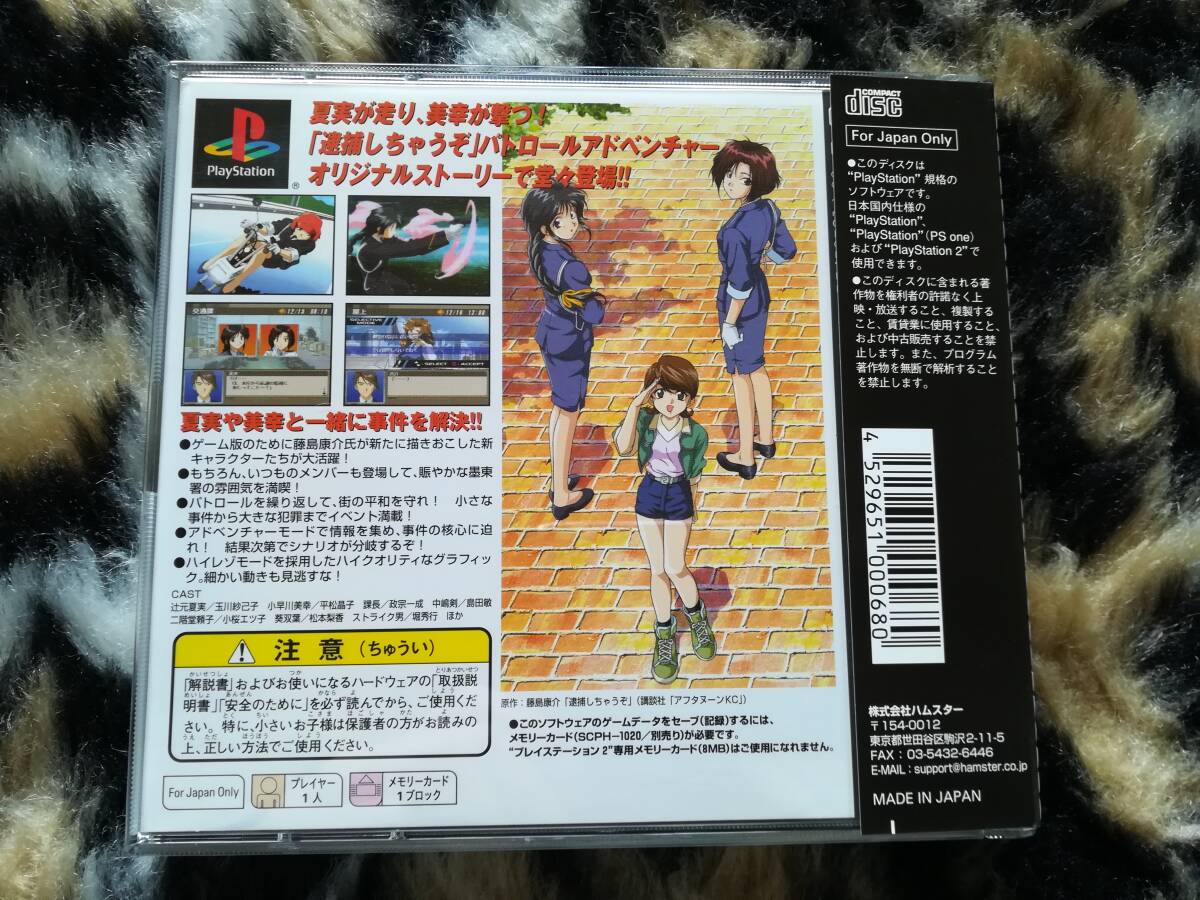 PlayStation
®
夏実が走り、美幸が撃つ！
「逮捕しちゃうぞ」パトロールアドベンチャー
オリジナルストーリーで堂々登場!!
交通課
12/13
屋上
12/16 12:00
SELECTIVE
MODE
SELECT
ACCEPT
夏実や美幸と一緒に事件を解決!!
●ゲーム版のために藤島康介氏が新たに描きおこした新
キャラクターたちが大活躍！
●もちろん、いつものメンバーも登場して、賑やかな墨東
署の雰囲気を満喫！
●パトロールを繰り返して、街の平和を守れ！　小さな
事件から大きな犯罪までイベント満載！
●アドベンチャーモードで情報を集め、事件の核心に迫
れ！　結果次第でシナリオが分岐するぞ！
●ハイレゾモードを採用したハイクオリティなグラフィッ
ク。細かい動きも見逃すな！
CAST
辻元夏実／玉川紗己子　小早川美幸／平松晶子　課長／政宗一成　中嶋剣／島田敏
二階堂頼子／小桜エツ子　葵双葉／松本梨香　ストライク男／堀秀行　ほか
注 意（ちゅうい）
「解説書」およびお使いになるハードウェアの「取扱説
明書」「安全のために」を必ず読んでから、ご使用くだ
さい。特に、小さいお子様は保護者の方がお読みの
上、正しい方法でご使用ください。
For Japan Only
プレイヤー
1人
メモリーカード
1ブロック
原作：藤島康介「逮捕しちゃうぞ」（講談社「アフタヌーンKC」）
●このソフトウェアのゲームデータをセーブ（記録）するには、
メモリーカード(SCPH-1020／別売り)が必要です。
“プレイステーション 2”専用メモリーカード(8MB)はご使用になれません。
COMPACT
disc
For Japan Only
●このディスクは
“PlayStation” 規格の
ソフトウェアです。
日本国内仕様の
“PlayStation”、
“PlayStation”(PS one)
および “PlayStation 2”で
使用できます。
●このディスクに含まれる著
作物を権利者の許諾なく上
映・放送すること、複製する
こと、賃貸業に使用すること、
および中古販売することを禁
止します。また、プログラム
著作物を無断で解析すること
を禁止します。
4 529651 000680
株式会社ハムスター
〒154-0012
東京都世田谷区駒沢2-11-5
FAX：03-5432-6446
E-MAIL：support@hamster.co.jp
MADE IN JAPAN